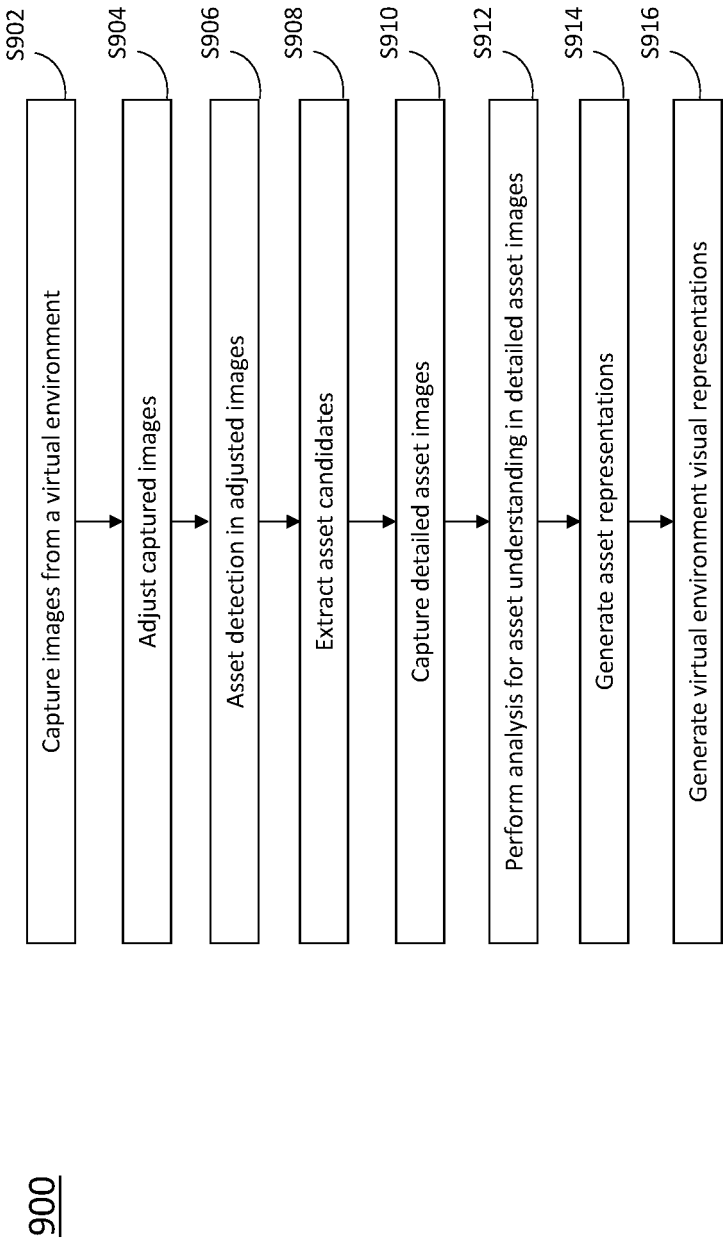 900
Capture images from a virtual environment
S902
Adjust captured images
S904
Asset detection in adjusted images
S906
Extract asset candidates
S908
Capture detailed asset images
S910
Perform analysis for asset understanding in detailed asset images
S912
Generate asset representations
S914
Generate virtual environment visual representations
S916